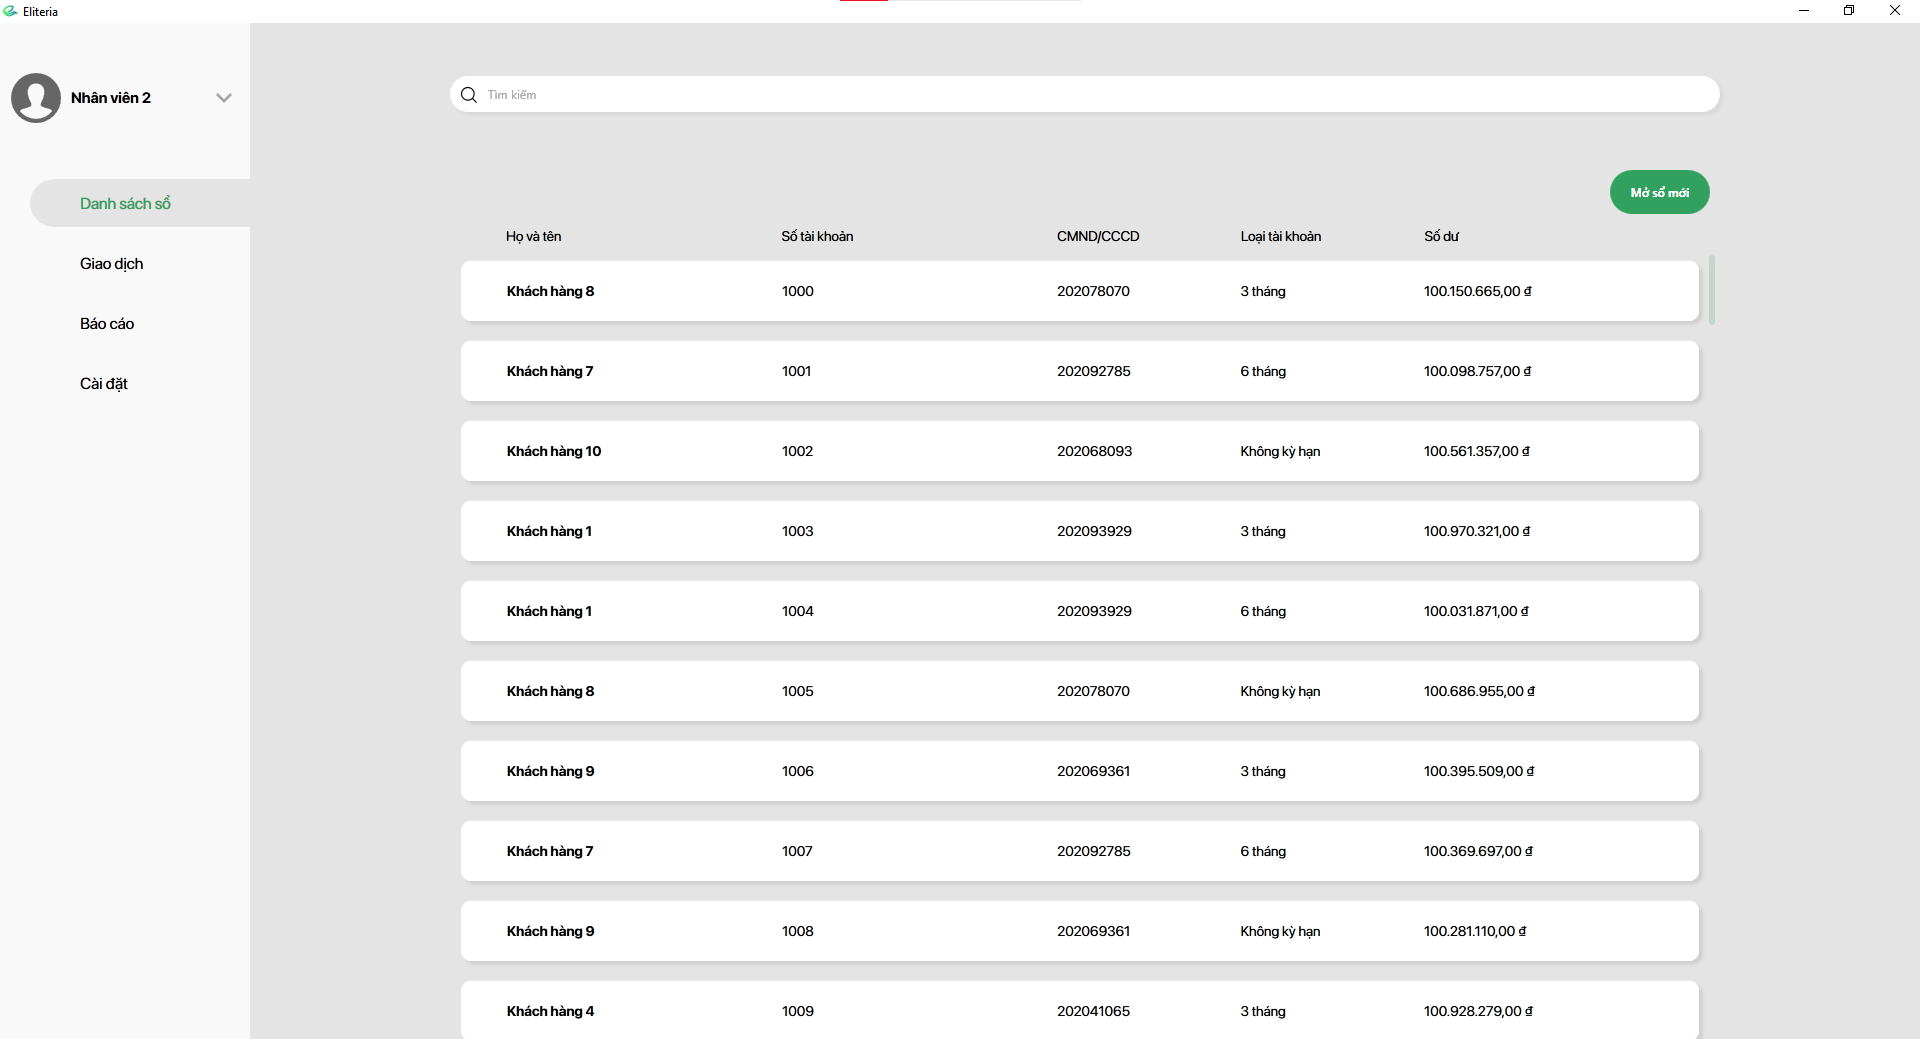 Eliteria
Nhân viên 2
Danh sách sổ
Giao dịch
Báo cáo
Cài đặt
Tìm kiếm
Mở sổ mới
Họ và tên Số tài khoản CMND/CCCD Loại tài khoản Số dư
Khách hàng 8 1000 202078070 3 tháng 100.150.665,00 ₫
Khách hàng 7 1001 202092785 6 tháng 100.098.757,00 ₫
Khách hàng 10 1002 202068093 Không kỳ hạn 100.561.357,00 ₫
Khách hàng 1 1003 202093929 3 tháng 100.970.321,00 ₫
Khách hàng 1 1004 202093929 6 tháng 100.031.871,00 ₫
Khách hàng 8 1005 202078070 Không kỳ hạn 100.686.955,00 ₫
Khách hàng 9 1006 202069361 3 tháng 100.395.509,00 ₫
Khách hàng 7 1007 202092785 6 tháng 100.369.697,00 ₫
Khách hàng 9 1008 202069361 Không kỳ hạn 100.281.110,00 ₫
Khách hàng 4 1009 202041065 3 tháng 100.928.279,00 ₫